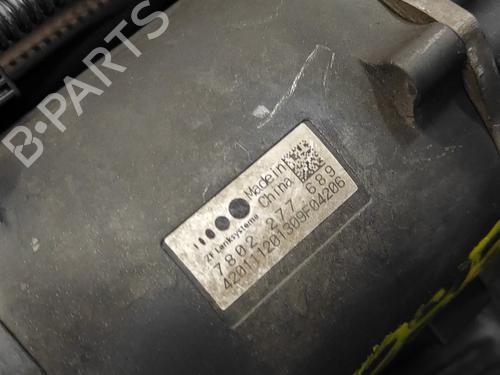 B-PARTS
Made in
China
ZF Lenksysteme
7802 277 689
420111201309F04206